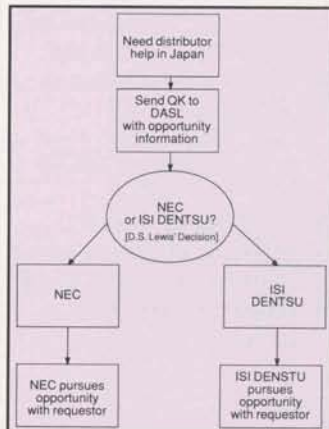 Need distributor
help in Japan
Send QK to
DASL
with opportunity
information
NEC
or ISI DENTSU?
[D.S. Lewis' Decision]
NEC
ISI
DENTSU
NEC pursues
opportunity
with requestor
ISI DENSTU
pursues
opportunity
with requestor